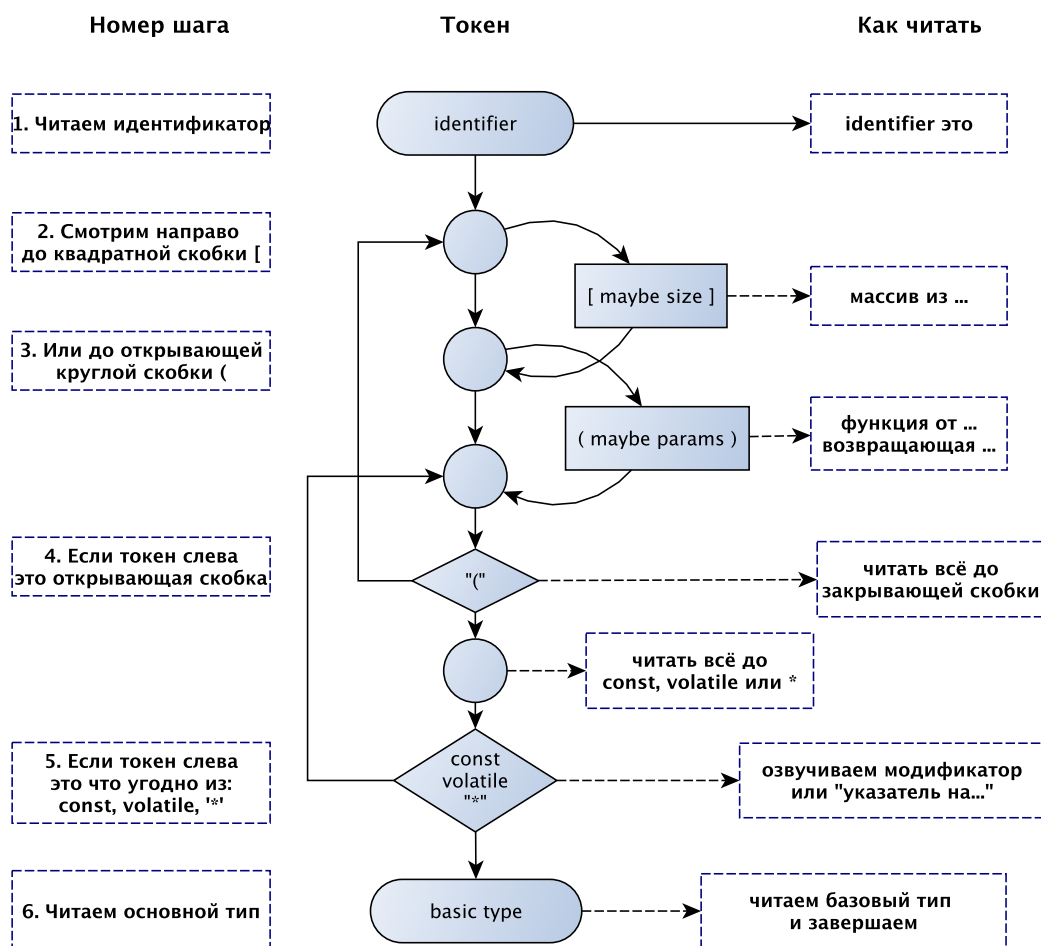 Номер шага
Токен
Как читать
1. Читаем идентификатор
identifier
identifier это
2. Смотрим направо
до квадратной скобки [
[ maybe size ]
массив из ...
3. Или до открывающей
круглой скобки (
( maybe params )
функция от ...
возвращающая ...
4. Если токен слева
это открывающая скобка
"("
читать всё до
закрывающей скобки
читать всё до
const, volatile или *
5. Если токен слева
это что угодно из:
const, volatile, '*'
const
volatile
"*"
озвучиваем модификатор
или "указатель на..."
6. Читаем основной тип
basic type
читаем базовый тип
и завершаем